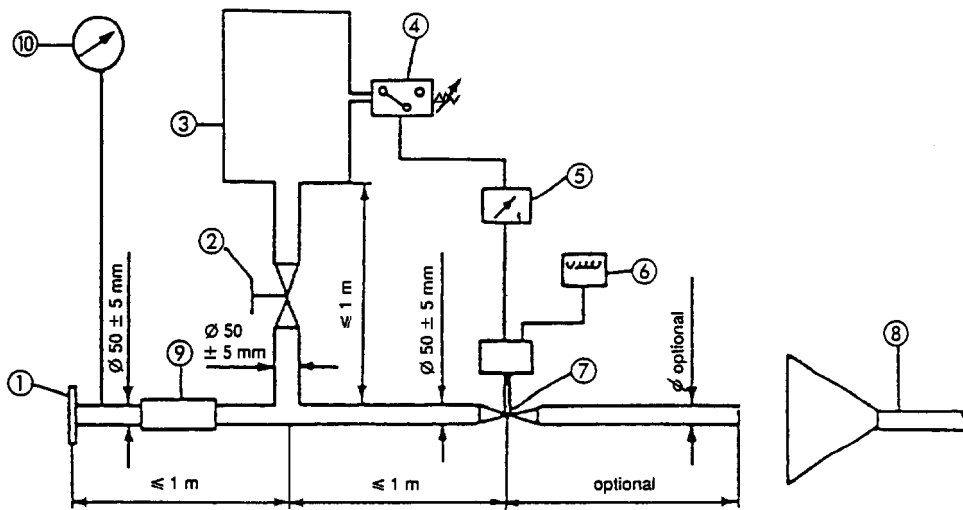 ⑩
④
③
⑤
②
⑥
⩽ 1 m
Ø 50 ± 5 mm
Ø 50
± 5 mm
Ø 50 ± 5 mm
Ø optional
⑧
①
⑨
⑦
⩽ 1 m
⩽ 1 m
optional